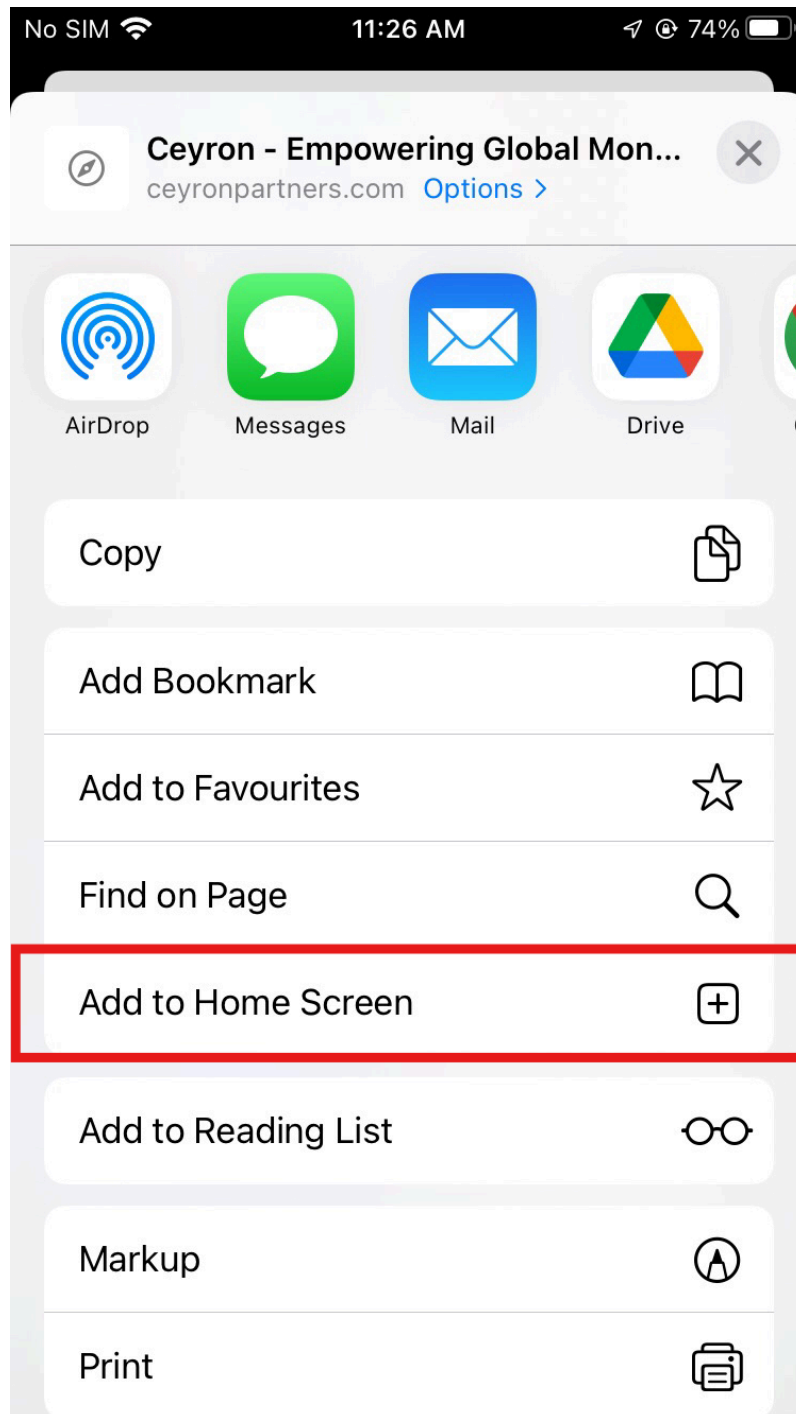 No SIM 11:26 AM 74%
Ceyron - Empowering Global Mon...
ceyronpartners.com Options >
AirDrop Messages Mail Drive
Copy
Add Bookmark
Add to Favourites
Find on Page
Add to Home Screen
Add to Reading List
Markup
Print